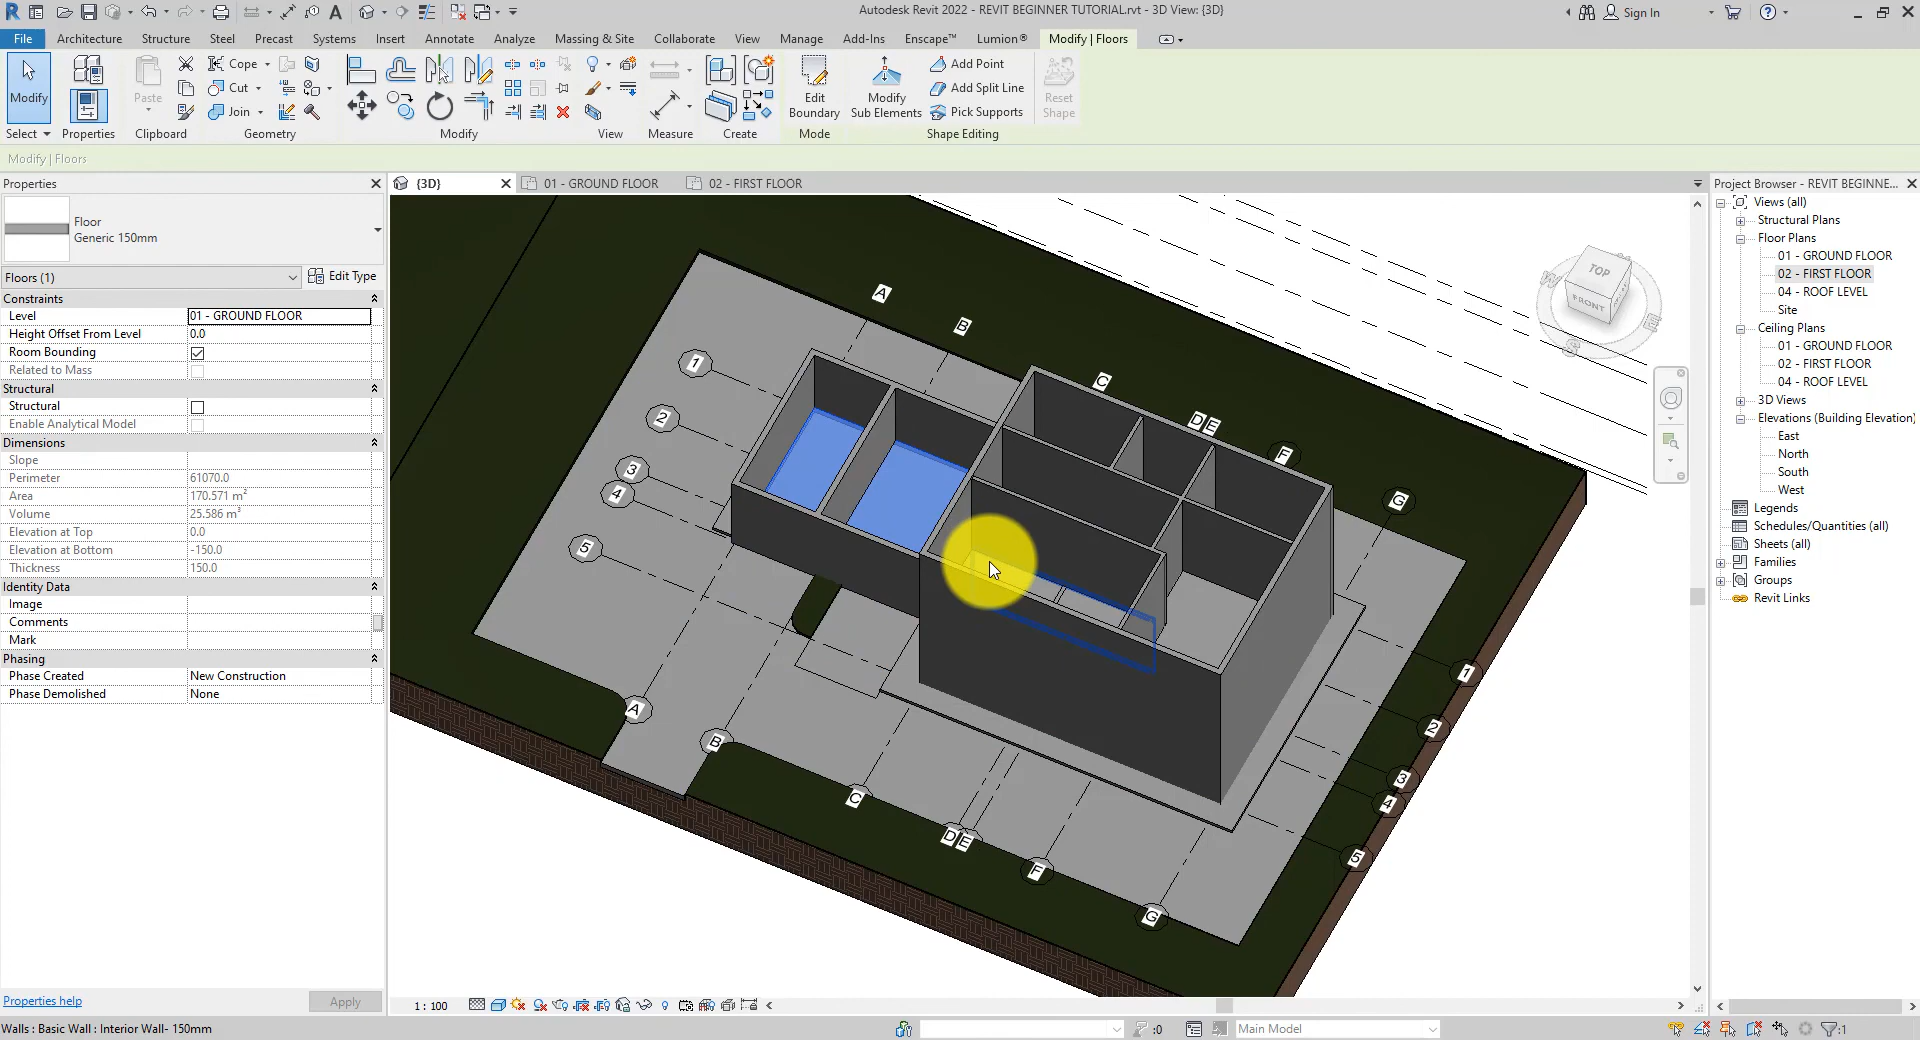 Autodesk Revit 2022 - REVIT BEGINNER TUTORIAL.rvt - 3D View: {3D}
Sign In
File Architecture Structure Steel Precast Systems Insert Annotate Analyze Massing & Site Collaborate View Manage Add-Ins Enscape™ Lumion® Modify | Floors
Modify
Select
Properties
Paste
Clipboard
Cope
Cut
Join
Geometry
Modify
View
Measure
Create
Edit
Boundary
Mode
Modify
Sub Elements
Add Point
Add Split Line
Pick Supports
Reset
Shape
Shape Editing
Modify | Floors
Properties
Floor
Generic 150mm
Floors (1)
Edit Type
Constraints
Level 01 - GROUND FLOOR
Height Offset From Level 0.0
Room Bounding
Related to Mass
Structural
Structural
Enable Analytical Model
Dimensions
Slope
Perimeter 61070.0
Area 170.571 m²
Volume 25.586 m³
Elevation at Top 0.0
Elevation at Bottom -150.0
Thickness 150.0
Identity Data
Image
Comments
Mark
Phasing
Phase Created New Construction
Phase Demolished None
Properties help
Apply
{3D}
01 - GROUND FLOOR
02 - FIRST FLOOR
A
B
C
D E
F
G
1
2
3
4
5
A
B
C
D E
F
G
1
2
3
4
5
TOP
FRONT
W
S
E
1 : 100
Project Browser - REVIT BEGINNE...
Views (all)
Structural Plans
Floor Plans
01 - GROUND FLOOR
02 - FIRST FLOOR
04 - ROOF LEVEL
Site
Ceiling Plans
01 - GROUND FLOOR
02 - FIRST FLOOR
04 - ROOF LEVEL
3D Views
Elevations (Building Elevation)
East
North
South
West
Legends
Schedules/Quantities (all)
Sheets (all)
Families
Groups
Revit Links
Walls : Basic Wall : Interior Wall- 150mm
:0
Main Model
:1